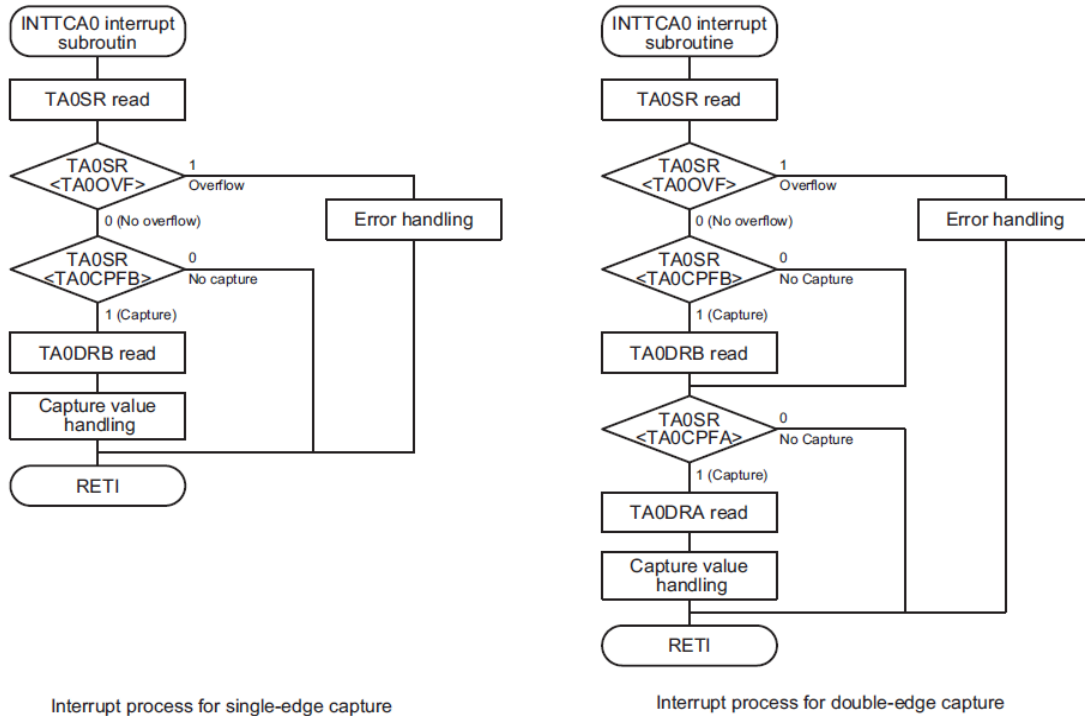 INTTCA0 interrupt
subroutin
TA0SR read
TA0SR
<TA0OVF>
1
Overflow
0 (No overflow)
Error handling
TA0SR
<TA0CPFB>
0
No capture
1 (Capture)
TA0DRB read
Capture value
handling
RETI
Interrupt process for single-edge capture
INTTCA0 interrupt
subroutine
TA0SR read
TA0SR
<TA0OVF>
1
Overflow
0 (No overflow)
Error handling
TA0SR
<TA0CPFB>
0
No Capture
1 (Capture)
TA0DRB read
TA0SR
<TA0CPFA>
0
No Capture
1 (Capture)
TA0DRA read
Capture value
handling
RETI
Interrupt process for double-edge capture